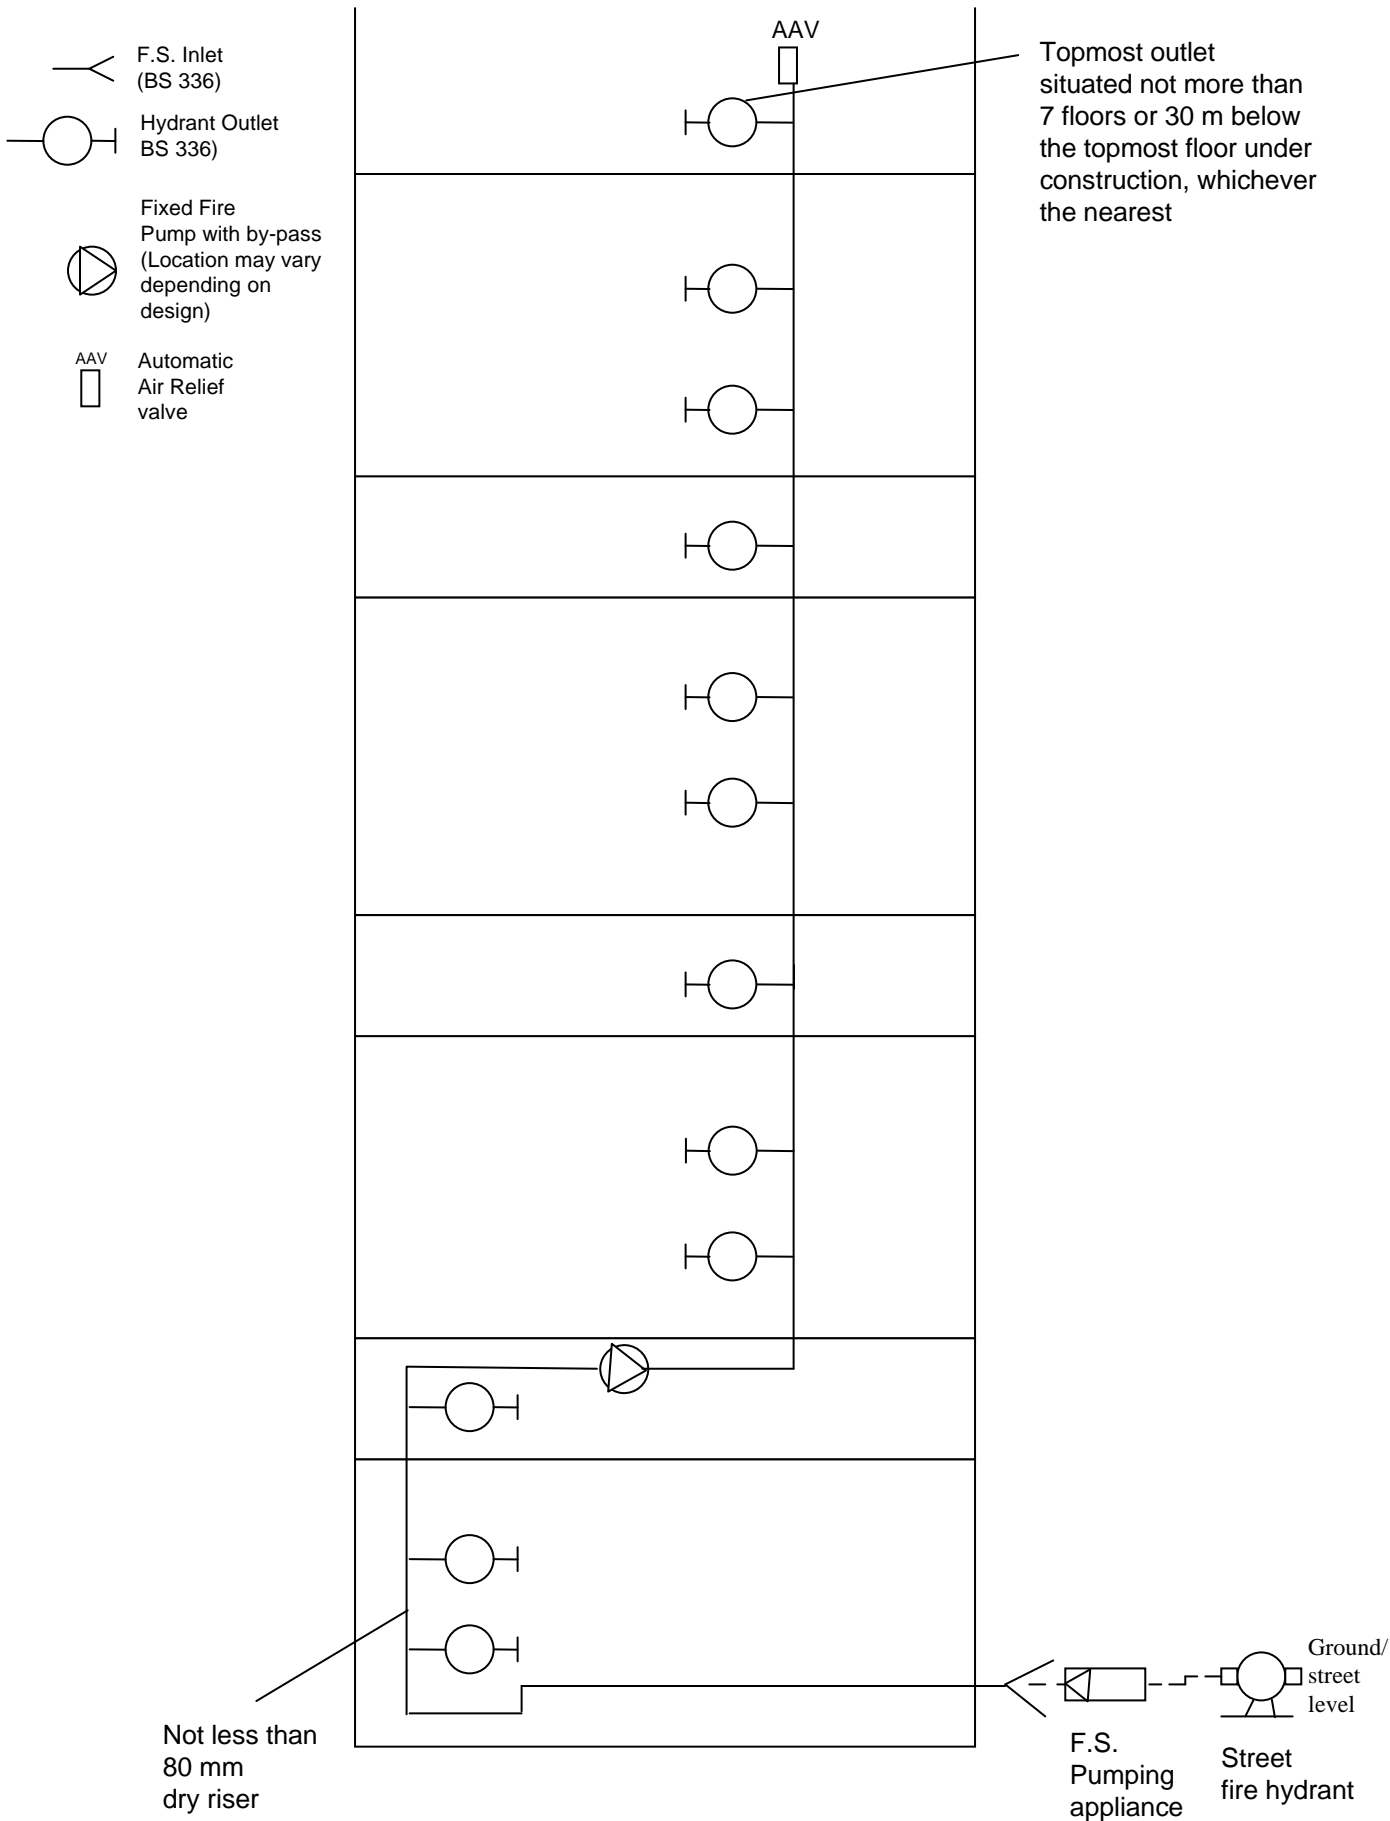 F.S. Inlet
(BS 336)
Hydrant Outlet
BS 336)
Fixed Fire
Pump with by-pass
(Location may vary
depending on
design)
AAV
Automatic
Air Relief
valve
AAV
Topmost outlet
situated not more than
7 floors or 30 m below
the topmost floor under
construction, whichever
the nearest
Not less than
80 mm
dry riser
F.S.
Pumping
appliance
Ground/
street
level
Street
fire hydrant